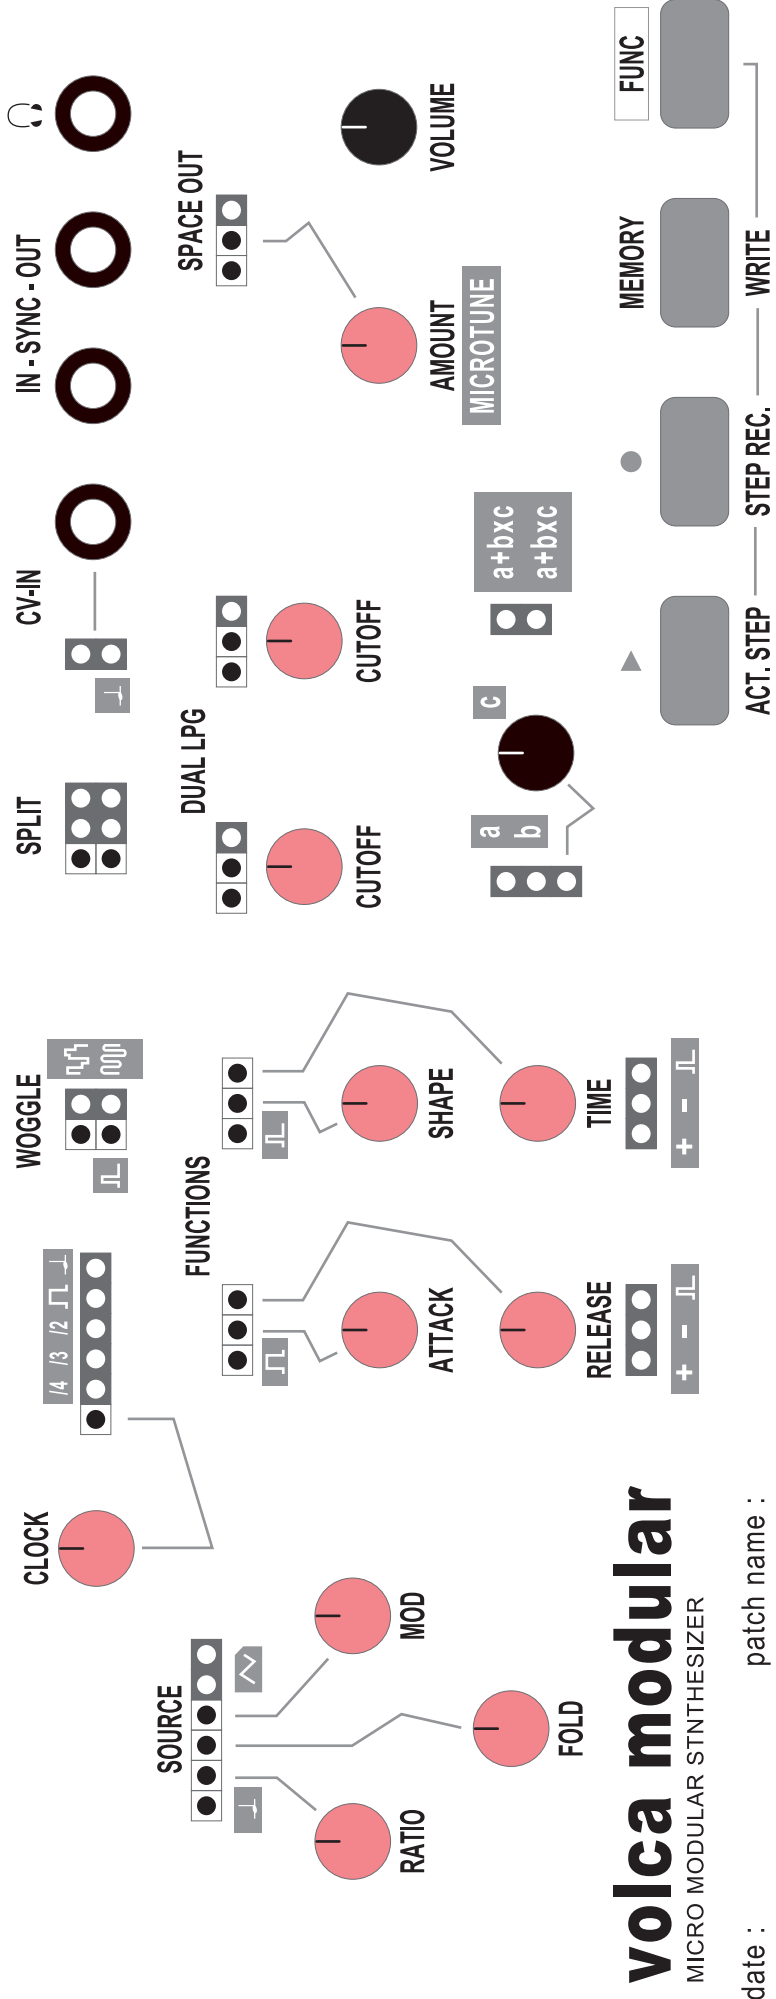 CLOCK
/4 /3 /2
WOGGLE
SPLIT
CV-IN
IN - SYNC - OUT
SOURCE
FUNCTIONS
DUAL LPG
SPACE OUT
RATIO
MOD
ATTACK
SHAPE
CUTOFF
CUTOFF
AMOUNT
MICROTUNE
VOLUME
FOLD
RELEASE
+ -
TIME
+ -
a
b
c
a+bxc
a+bxc
MEMORY
FUNC
ACT. STEP
STEP REC.
WRITE
volca modular
MICRO MODULAR STNTHESIZER
date :
patch name :